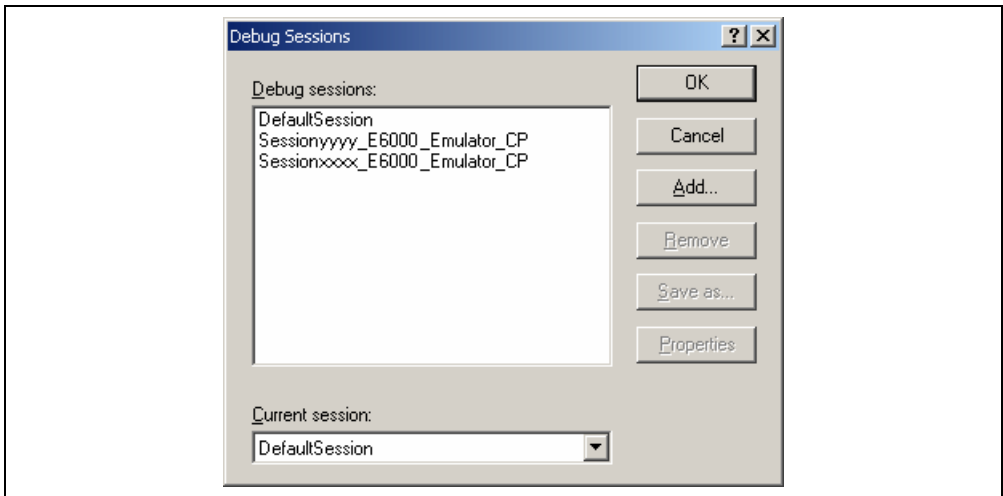 Debug Sessions
Debug sessions:
DefaultSession
Sessionyyyy_E6000_Emulator_CP
Sessionxxxx_E6000_Emulator_CP
OK
Cancel
Add...
Remove
Save as...
Properties
Current session:
DefaultSession